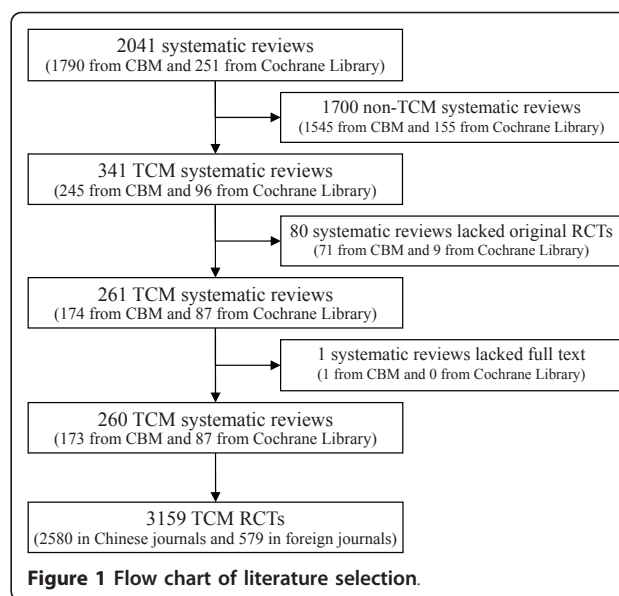 2041 systematic reviews
(1790 from CBM and 251 from Cochrane Library)
1700 non-TCM systematic reviews
(1545 from CBM and 155 from Cochrane Library)
341 TCM systematic reviews
(245 from CBM and 96 from Cochrane Library)
80 systematic reviews lacked original RCTs
(71 from CBM and 9 from Cochrane Library)
261 TCM systematic reviews
(174 from CBM and 87 from Cochrane Library)
1 systematic reviews lacked full text
(1 from CBM and 0 from Cochrane Library)
260 TCM systematic reviews
(173 from CBM and 87 from Cochrane Library)
3159 TCM RCTs
(2580 in Chinese journals and 579 in foreign journals)
Figure 1 Flow chart of literature selection.